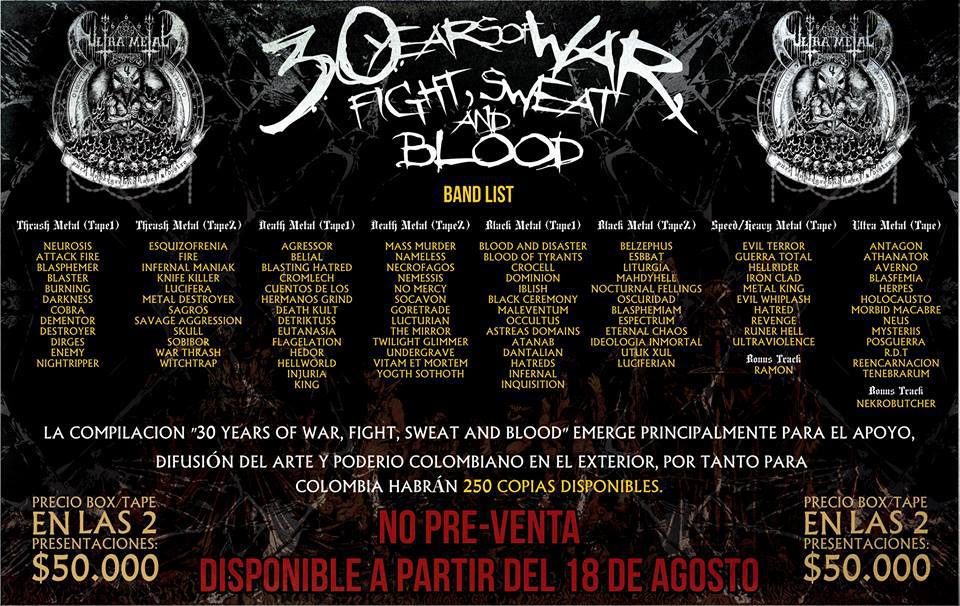 ULTRA METAL
ULTRA METAL
30 YEARS OF WAR
FIGHT, SWEAT
AND
BLOOD
BAND LIST
Thrash Metal (Tape1)
NEUROSIS
ATTACK FIRE
BLASPHEMER
BLASTER
BURNING
DARKNESS
COBRA
DEMENTOR
DESTROYER
DIRGES
ENEMY
NIGHTRIPPER
Thrash Metal (Tape2)
ESQUIZOFRENIA
FIRE
INFERNAL MANIAK
KNIFE KILLER
LUCIFERA
METAL DESTROYER
SAGROS
SAVAGE AGGRESSION
SKULL
SOBIBOR
WAR THRASH
WITCHTRAP
Death Metal (Tape1)
AGRESSOR
BELIAL
BLASTING HATRED
CROMLECH
CUENTOS DE LOS
HERMANOS GRIND
DEATH KULT
DETRIKTUSS
EUTANASIA
FLAGELATION
HEDOR
HELLWORLD
INJURIA
KING
Death Metal (Tape2)
MASS MURDER
NAMELESS
NECROFAGOS
NEMESSIS
NO MERCY
SOCAVON
GORETRADE
LUCTURIAN
THE MIRROR
TWILIGHT GLIMMER
UNDERGRAVE
VITAM ET MORTEM
YOGTH SOTHOTH
Black Metal (Tape1)
BLOOD AND DISASTER
BLOOD OF TYRANTS
CROCELL
DOMINION
IBLISH
BLACK CEREMONY
MALEVENTUM
OCCULTUS
ASTREAS DOMAINS
ATANAB
DANTALIAN
HATREDS
INFERNAL
INQUISITION
Black Metal (Tape2)
BELZEPHUS
ESBBAT
LITURGIA
MAHDYHELL
NOCTURNAL FELLINGS
OSCURIDAD
BLASPHEMIAM
ESPECTRUM
ETERNAL CHAOS
IDEOLOGIA INMORTAL
UTUK XUL
LUCIFERIAN
Speed/Heavy Metal (Tape)
EVIL TERROR
GUERRA TOTAL
HELLRIDER
IRON CLAD
METAL KING
EVIL WHIPLASH
HATRED
REVENGE
RUNER HELL
ULTRAVIOLENCE
Bonus Track
RAMON
Ultra Metal (Tape)
ANTAGON
ATHANATOR
AVERNO
BLASFEMIA
HERPES
HOLOCAUSTO
MORBID MACABRE
NEUS
MYSTERIIS
POSGUERRA
R.D.T
REENCARNACION
TENEBRARUM
Bonus Track
NEKROBUTCHER
LA COMPILACION "30 YEARS OF WAR, FIGHT, SWEAT AND BLOOD" EMERGE PRINCIPALMENTE PARA EL APOYO,
DIFUSIÓN DEL ARTE Y PODERIO COLOMBIANO EN EL EXTERIOR, POR TANTO PARA
COLOMBIA HABRÁN 250 COPIAS DISPONIBLES.
PRECIO BOX/TAPE
EN LAS 2
PRESENTACIONES:
$50.000
NO PRE-VENTA
DISPONIBLE A PARTIR DEL 18 DE AGOSTO
PRECIO BOX/TAPE
EN LAS 2
PRESENTACIONES:
$50.000